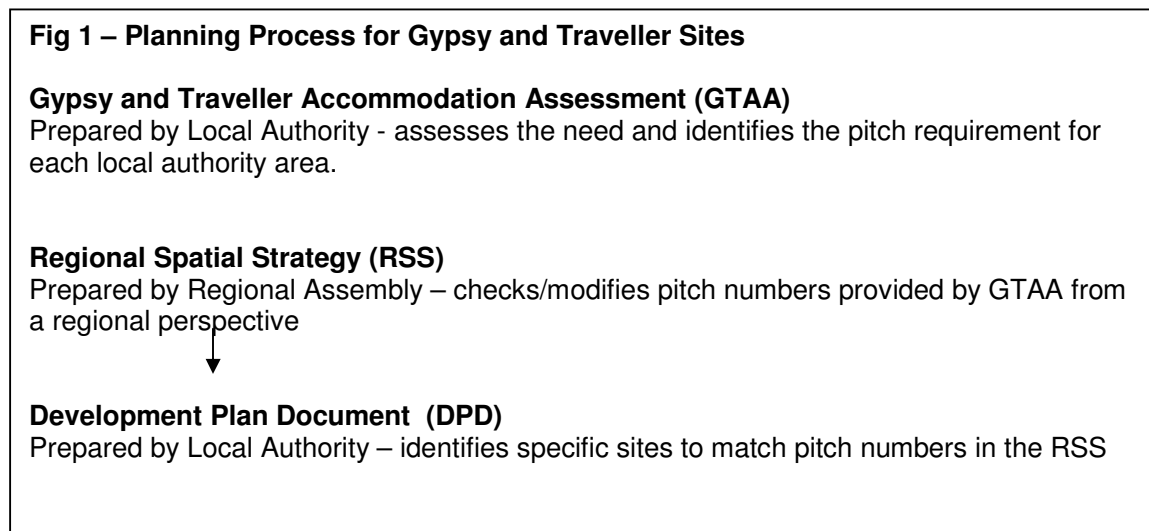 Fig 1 – Planning Process for Gypsy and Traveller Sites
Gypsy and Traveller Accommodation Assessment (GTAA)
Prepared by Local Authority - assesses the need and identifies the pitch requirement for
each local authority area.
Regional Spatial Strategy (RSS)
Prepared by Regional Assembly – checks/modifies pitch numbers provided by GTAA from
a regional perspective
Development Plan Document  (DPD)
Prepared by Local Authority – identifies specific sites to match pitch numbers in the RSS